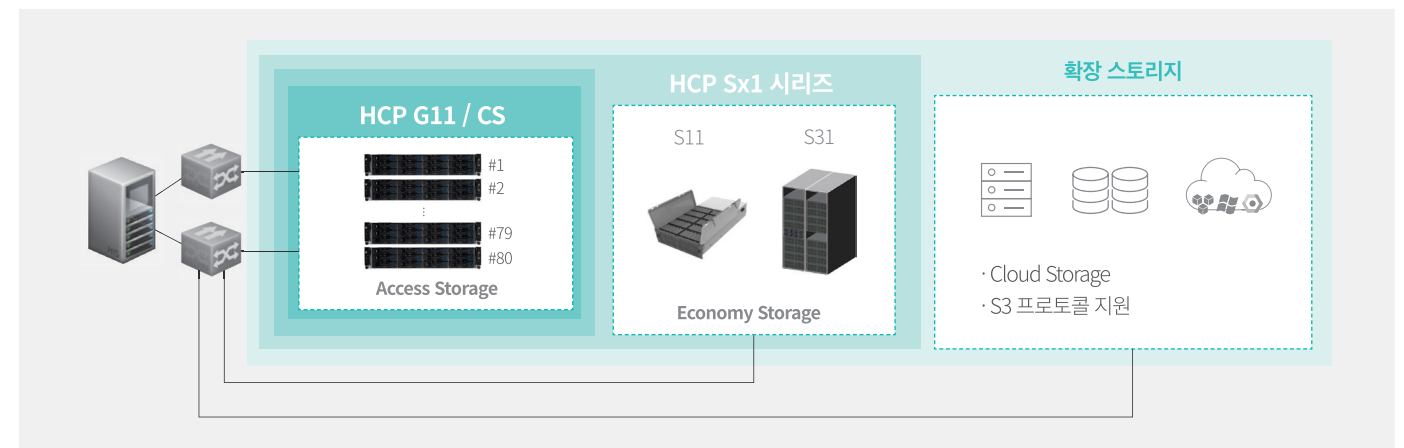 HCP G11 / CS
#1
#2
#79
#80
Access Storage
HCP Sx1 시리즈
S11
S31
Economy Storage
확장 스토리지
· Cloud Storage
· S3 프로토콜 지원
HCP